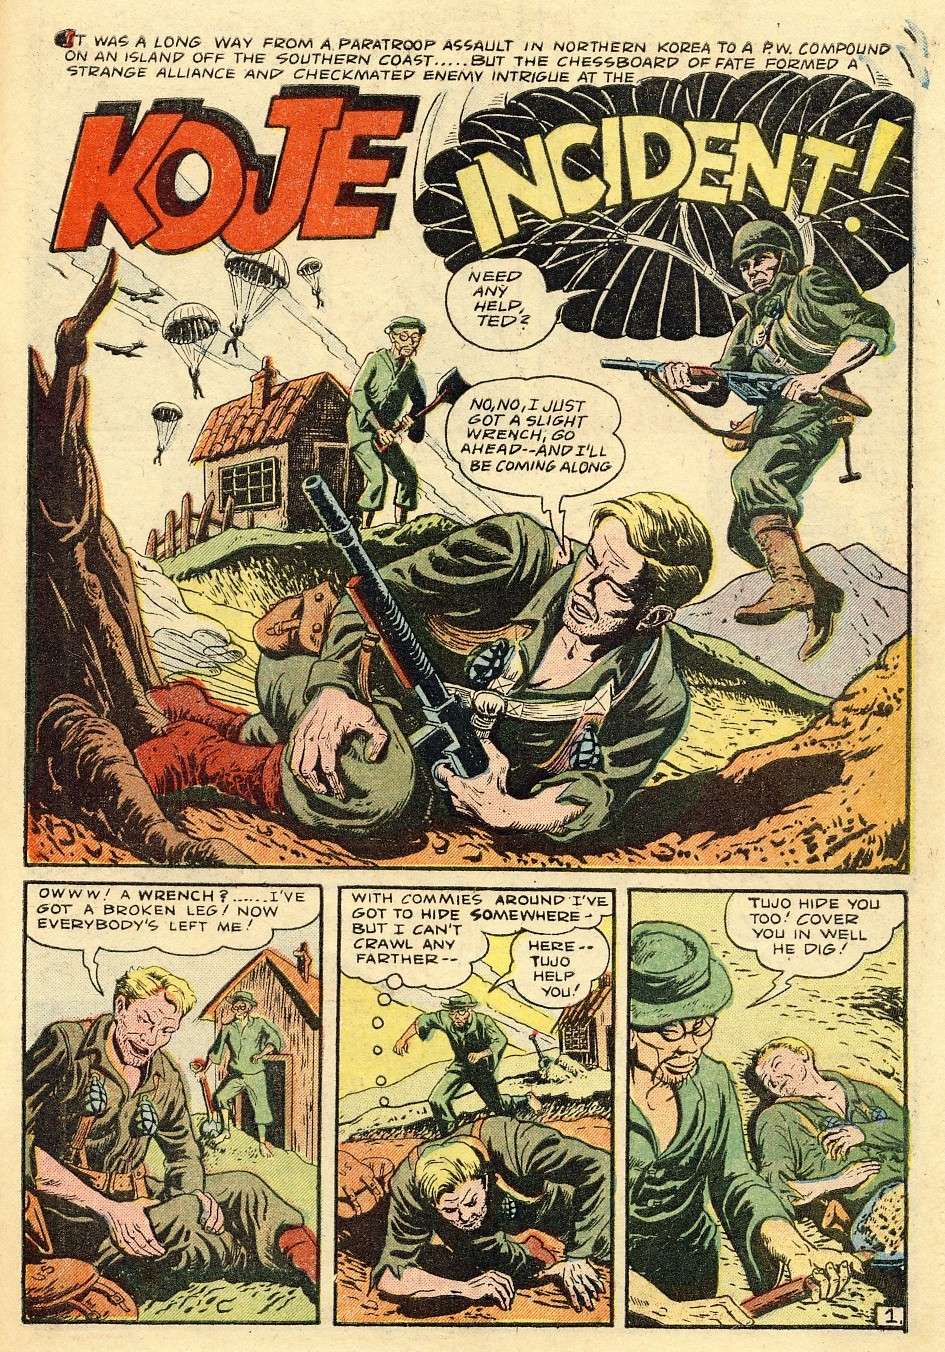 IT WAS A LONG WAY FROM A PARATROOP ASSAULT IN NORTHERN KOREA TO A P.W. COMPOUND
ON AN ISLAND OFF THE SOUTHERN COAST.....BUT THE CHESSBOARD OF FATE FORMED A
STRANGE ALLIANCE AND CHECKMATED ENEMY INTRIGUE AT THE
KOJE
INCIDENT!
NEED
ANY
HELP,
TED?
NO, NO, I JUST
GOT A SLIGHT
WRENCH, GO
AHEAD--AND I'LL
BE COMING ALONG
OWWW! A WRENCH?......I'VE
GOT A BROKEN LEG! NOW
EVERYBODY'S LEFT ME!
WITH COMMIES AROUND I'VE
GOT TO HIDE SOMEWHERE--
BUT I CAN'T
CRAWL ANY
FARTHER--
HERE--
TUJO
HELP
YOU!
TUJO HIDE YOU
TOO! COVER
YOU IN WELL
HE DIG!
US
1